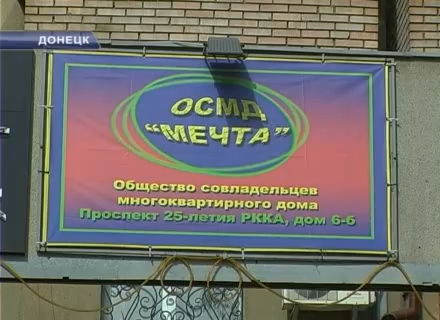 ДОНЕЦК
ОСМД
"МЕЧТА"
Общество совладельцев
многоквартирного дома
Проспект 25-летия РККА, дом 6-б